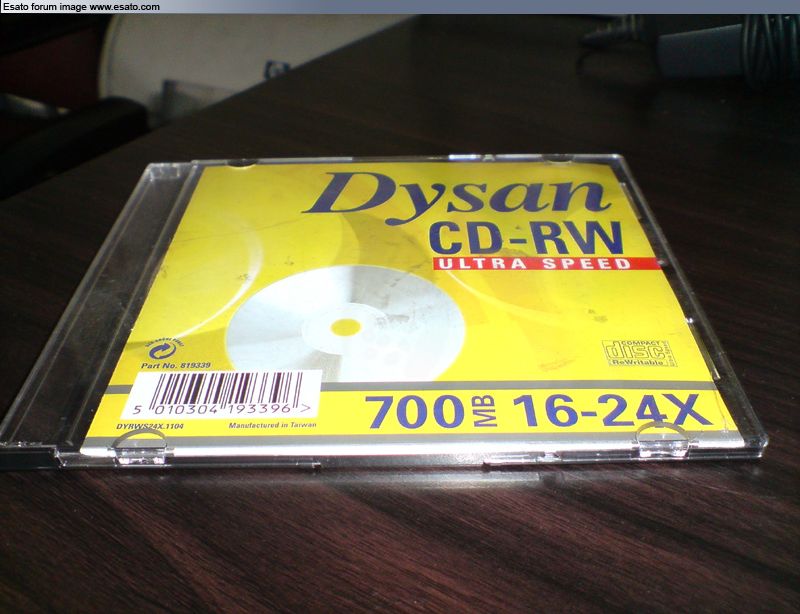 Esato forum image www.esato.com
Dysan
CD-RW
ULTRA SPEED
COMPACT
disc
ReWritable
Part No. 819339
5 010304 193396 >
700 MB 16-24X
DYRWS24X.1104
Manufactured in Taiwan